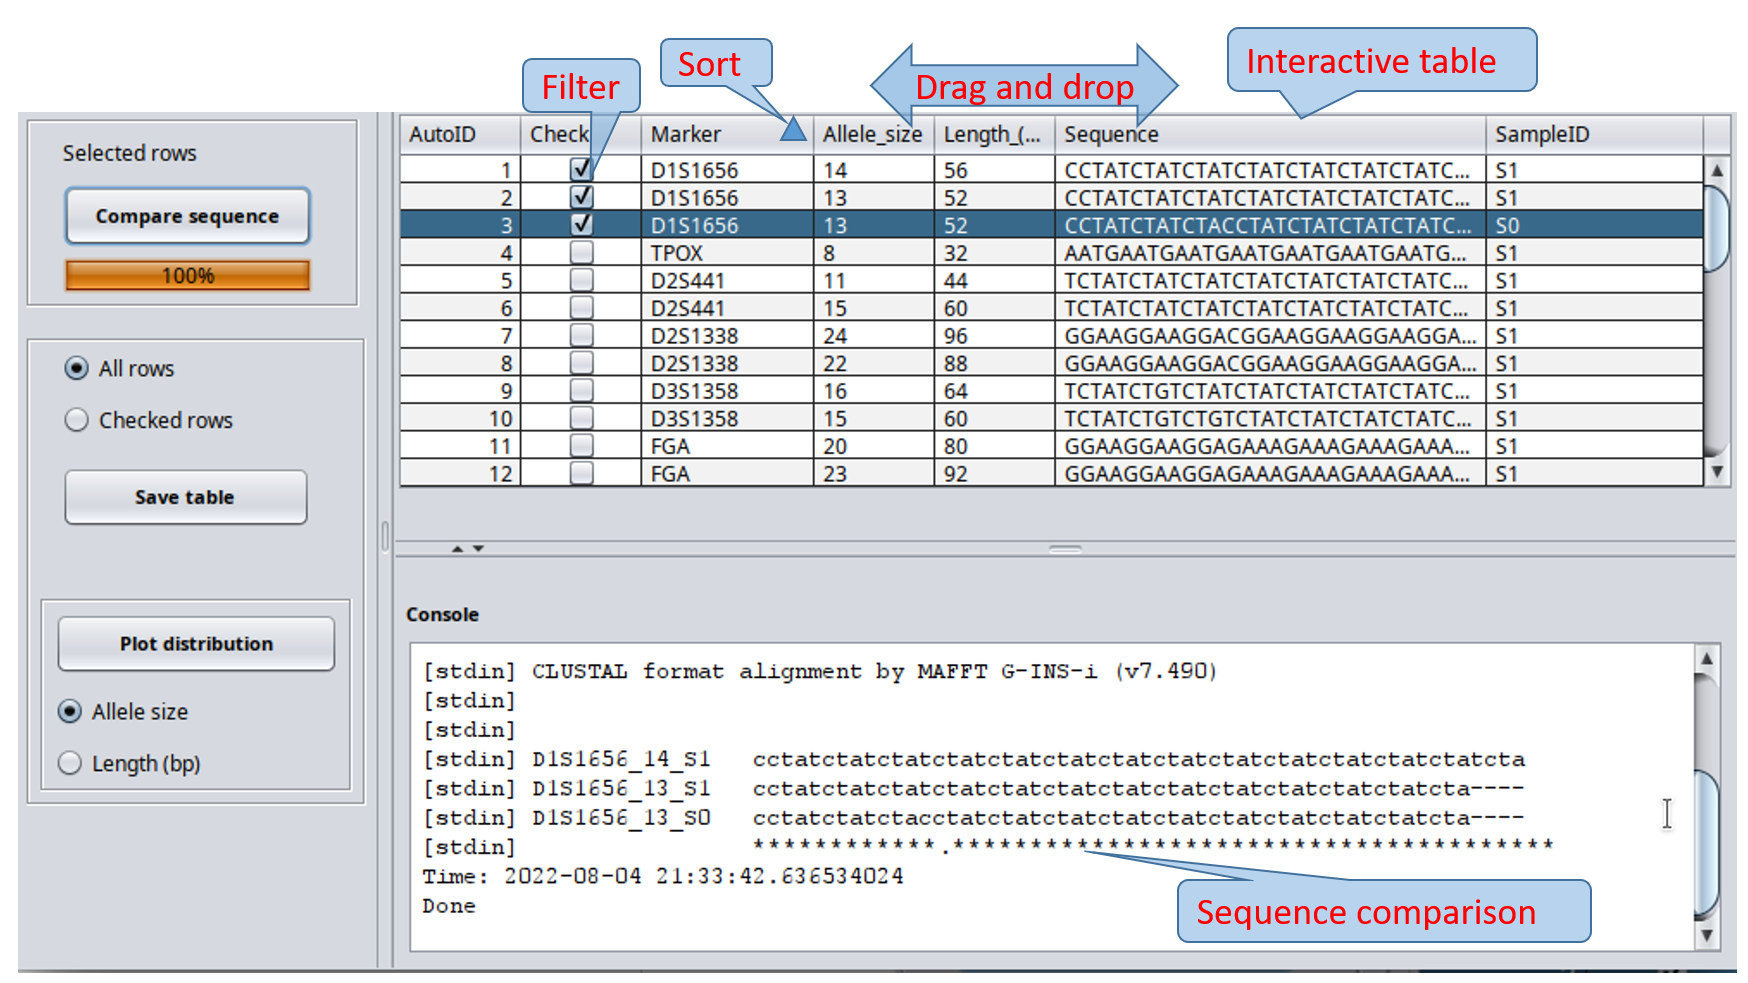 Filter
Sort
Drag and drop
Interactive table
Selected rows
Compare sequence
100%
All rows
Checked rows
Save table
Plot distribution
Allele size
Length (bp)
AutoID Check Marker Allele_size Length_(... Sequence SampleID
1 D1S1656 14 56 CCTATCTATCTATCTATCTATCTATCTATC... S1
2 D1S1656 13 52 CCTATCTATCTATCTATCTATCTATCTATC... S1
3 D1S1656 13 52 CCTATCTATCTACCTATCTATCTATCTATC... S0
4 TPOX 8 32 AATGAATGAATGAATGAATGAATGAATG... S1
5 D2S441 11 44 TCTATCTATCTATCTATCTATCTATCTATC... S1
6 D2S441 15 60 TCTATCTATCTATCTATCTATCTATCTATC... S1
7 D2S1338 24 96 GGAAGGAAGGACGGAAGGAAGGAAGGA... S1
8 D2S1338 22 88 GGAAGGAAGGACGGAAGGAAGGAAGGA... S1
9 D3S1358 16 64 TCTATCTGTCTATCTATCTATCTATCTATC... S1
10 D3S1358 15 60 TCTATCTGTCTGTCTATCTATCTATCTATC... S1
11 FGA 20 80 GGAAGGAAGGAGAAAGAAAGAAAGAAA... S1
12 FGA 23 92 GGAAGGAAGGAGAAAGAAAGAAAGAAA... S1
Console
[stdin] CLUSTAL format alignment by MAFFT G-INS-i (v7.490)
[stdin]
[stdin]
[stdin] D1S1656_14_S1 cctatctatctatctatctatctatctatctatctatctatctatctatctatcta
[stdin] D1S1656_13_S1 cctatctatctatctatctatctatctatctatctatctatctatctatcta----
[stdin] D1S1656_13_S0 cctatctatctacctatctatctatctatctatctatctatctatctatcta----
[stdin] ************.*******************************************
Time: 2022-08-04 21:33:42.636534024
Done
Sequence comparison